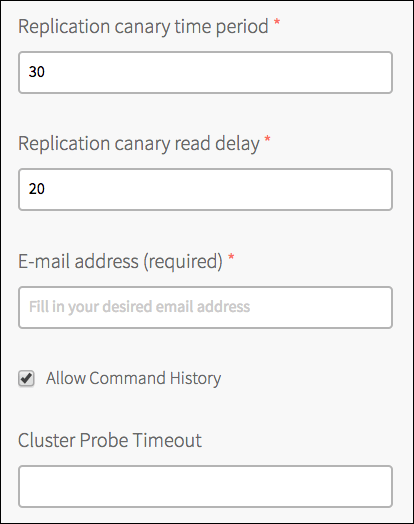 Replication canary time period *
30
Replication canary read delay *
20
E-mail address (required) *
Fill in your desired email address
Allow Command History
Cluster Probe Timeout